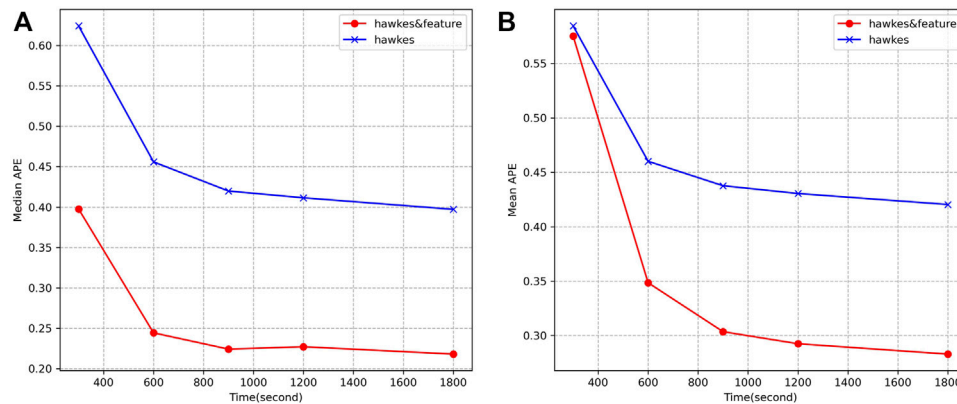 A
hawkes&feature
hawkes
0.60
0.55
0.50
0.45
0.40
0.35
0.30
0.25
0.20
Median APE
400 600 800 1000 1200 1400 1600 1800
Time(second)
B
hawkes&feature
hawkes
0.55
0.50
0.45
0.40
0.35
0.30
Mean APE
400 600 800 1000 1200 1400 1600 1800
Time(second)